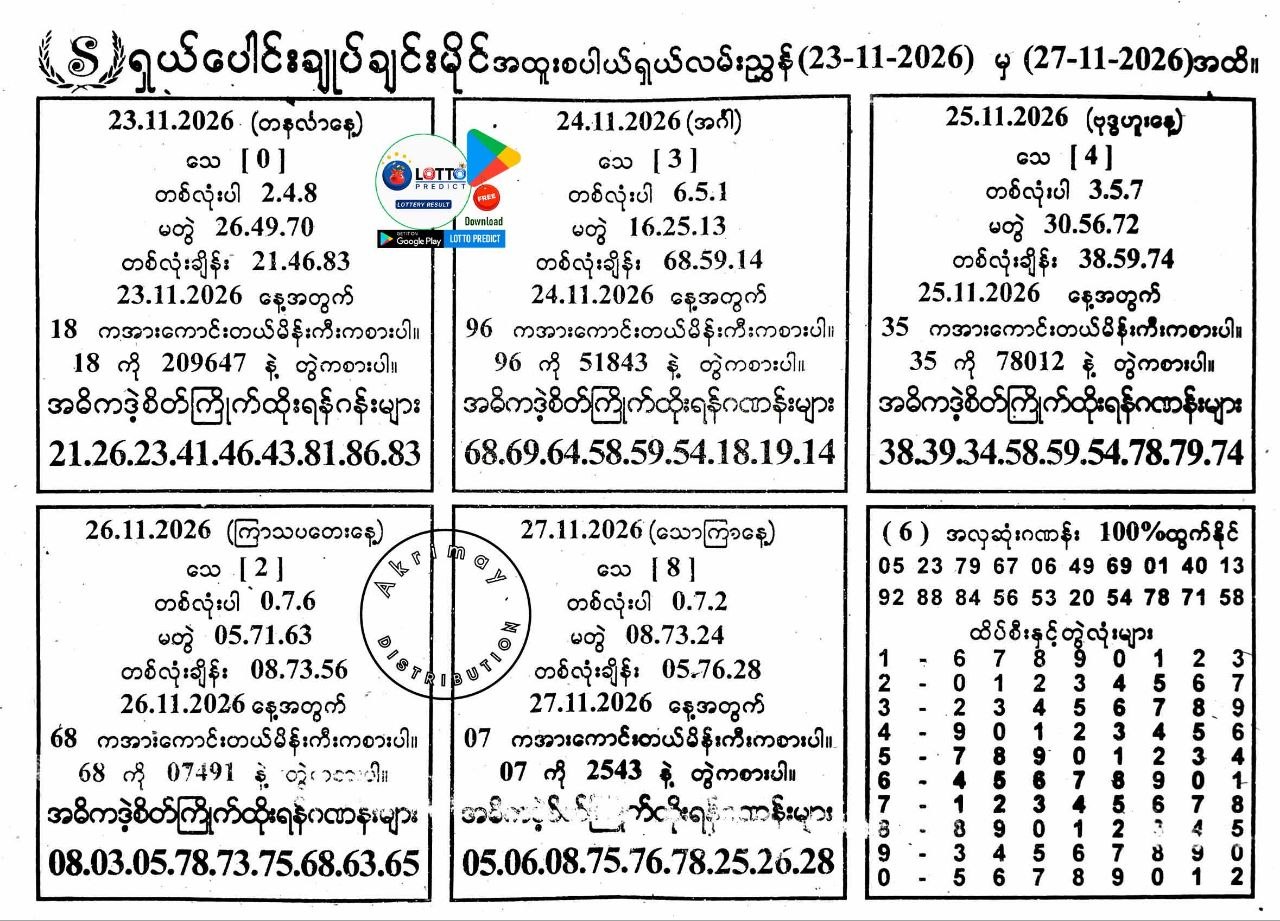 S ရှယ်ပေါင်းချုပ်ချင်းမိုင် အထူးစပါယ်ရှယ်လမ်းညွှန် (23-11-2026) မှ (27-11-2026) အထိ။
23.11.2026 (တနင်္လာနေ့)
သေ [ 0 ]
တစ်လုံးပါ 2.4.8
မတွဲ 26.49.70
တစ်လုံးချိန်း 21.46.83
23.11.2026 နေ့အတွက်
18 ကအားကောင်းတယ်မိန်းကီးကစားပါ။
18 ကို 209647 နဲ့ တွဲကစားပါ။
အဓိကဒဲ့စိတ်ကြိုက်ထိုးရန်ဂန်းများ
21.26.23.41.46.43.81.86.83
LOTTO
PREDICT
LOTTERY RESULT
FREE
Download
GET IT ON
Google Play
LOTTO PREDICT
24.11.2026 (အင်္ဂါ)
သေ [ 3 ]
တစ်လုံးပါ 6.5.1
မတွဲ 16.25.13
တစ်လုံးချိန်း 68.59.14
24.11.2026 နေ့အတွက်
96 ကအားကောင်းတယ်မိန်းကီးကစားပါ။
96 ကို 51843 နဲ့ တွဲကစားပါ။
အဓိကဒဲ့စိတ်ကြိုက်ထိုးရန်ဂဏန်းများ
68.69.64.58.59.54.18.19.14
25.11.2026 (ဗုဒ္ဓဟူးနေ့)
သေ [ 4 ]
တစ်လုံးပါ 3.5.7
မတွဲ 30.56.72
တစ်လုံးချိန်း 38.59.74
25.11.2026 နေ့အတွက်
35 ကအားကောင်းတယ်မိန်းကီးကစားပါ။
35 ကို 78012 နဲ့ တွဲကစားပါ။
အဓိကဒဲ့စိတ်ကြိုက်ထိုးရန်ဂဏန်းများ
38.39.34.58.59.54.78.79.74
26.11.2026 (ကြာသပတေးနေ့)
သေ [ 2 ]
တစ်လုံးပါ 0.7.6
မတွဲ 05.71.63
တစ်လုံးချိန်း 08.73.56
26.11.2026 နေ့အတွက်
68 ကအားကောင်းတယ်မိန်းကီးကစားပါ။
68 ကို 07491 နဲ့
အဓိကဒဲ့စိတ်ကြိုက်ထိုးရန်ဂဏန်းများ
08.03.05.78.73.75.68.63.65
Akrimay
DISTRIBUTION
27.11.2026 (သောကြာနေ့)
သေ [ 8 ]
တစ်လုံးပါ 0.7.2
မတွဲ 08.73.24
တစ်လုံးချိန်း 05.76.28
27.11.2026 နေ့အတွက်
07 ကအားကောင်းတယ်မိန်းကီးကစားပါ။
07 ကို 2543 နဲ့ တွဲကစားပါ။
အဓိကဒဲ့စိတ်ကြိုက်ထိုးရန်ဂဏန်းများ
05.06.08.75.76.78.25.26.28
( 6 ) အလှဆုံးဂဏန်း 100%ထွက်နိုင်
05 23 79 67 06 49 69 01 40 13
92 88 84 56 53 20 54 78 71 58
ထိပ်စီးနှင့်တွဲလုံးများ
1 - 6 7 8 9 0 1 2 3
2 - 0 1 2 3 4 5 6 7
3 - 2 3 4 5 6 7 8 9
4 - 9 0 1 2 3 4 5 6
5 - 7 8 9 0 1 2 3 4
6 - 4 5 6 7 8 9 0 1
7 - 1 2 3 4 5 6 7 8
8 - 8 9 0 1 2 3 4 5
9 - 3 4 5 6 7 8 9 0
0 - 5 6 7 8 9 0 1 2